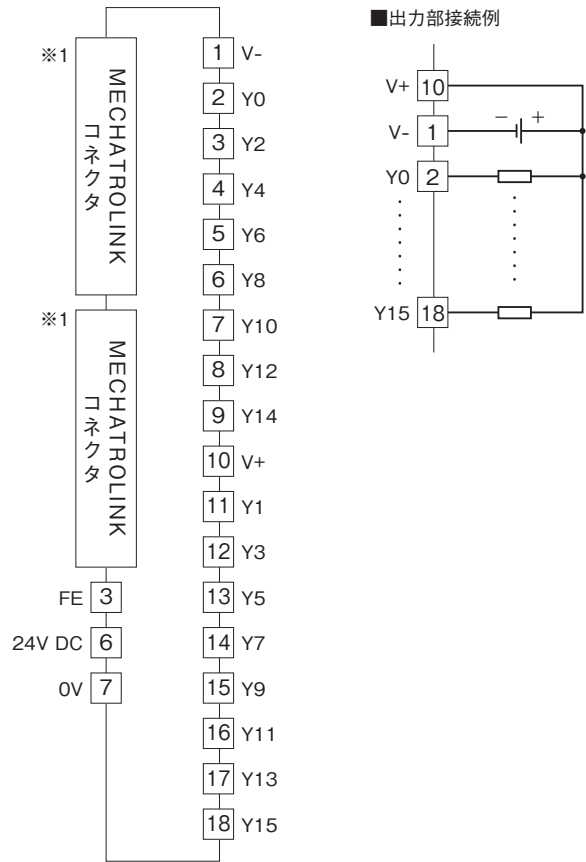 ※1
MECHATROLINK
コネクタ
※1
MECHATROLINK
コネクタ
FE 3
24V DC 6
0V 7
1 V-
2 Y0
3 Y2
4 Y4
5 Y6
6 Y8
7 Y10
8 Y12
9 Y14
10 V+
11 Y1
12 Y3
13 Y5
14 Y7
15 Y9
16 Y11
17 Y13
18 Y15
■出力部接続例
V+ 10
V- 1 − +
Y0 2
Y15 18